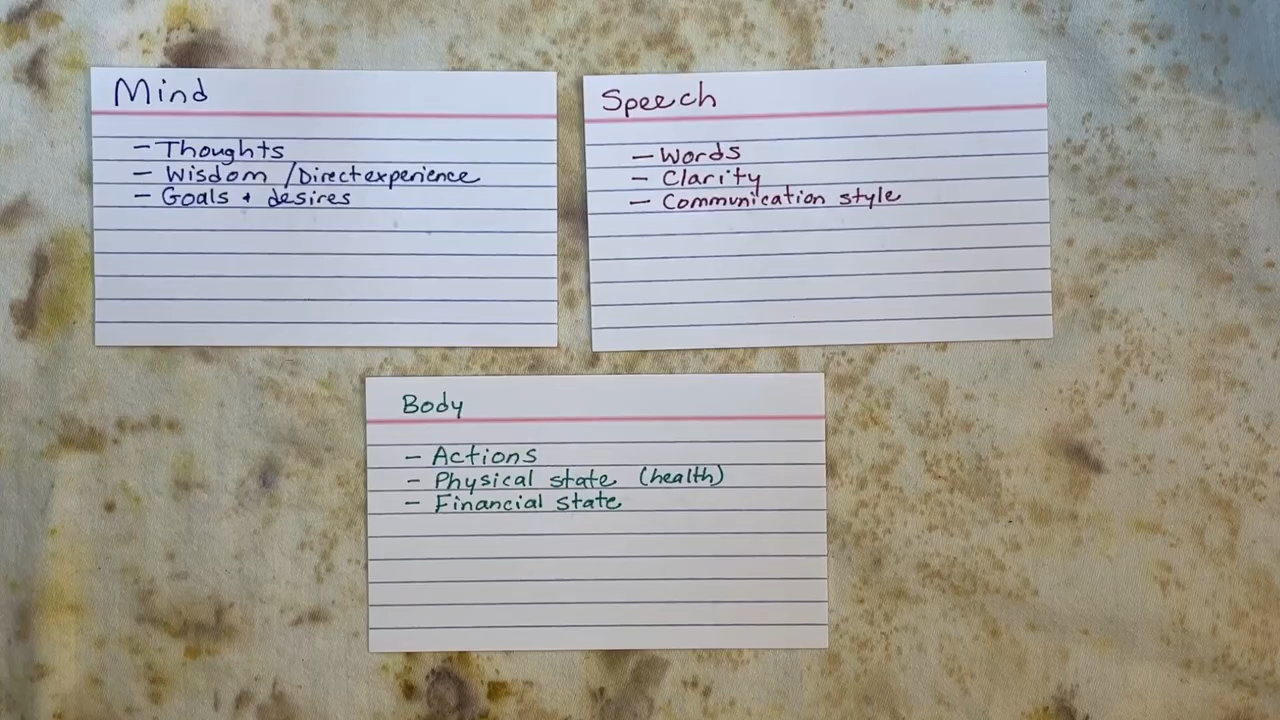 Mind
- Thoughts
- Wisdom / Direct experience
- Goals + desires
Speech
- Words
- Clarity
- Communication style
Body
- Actions
- Physical state (health)
- Financial state